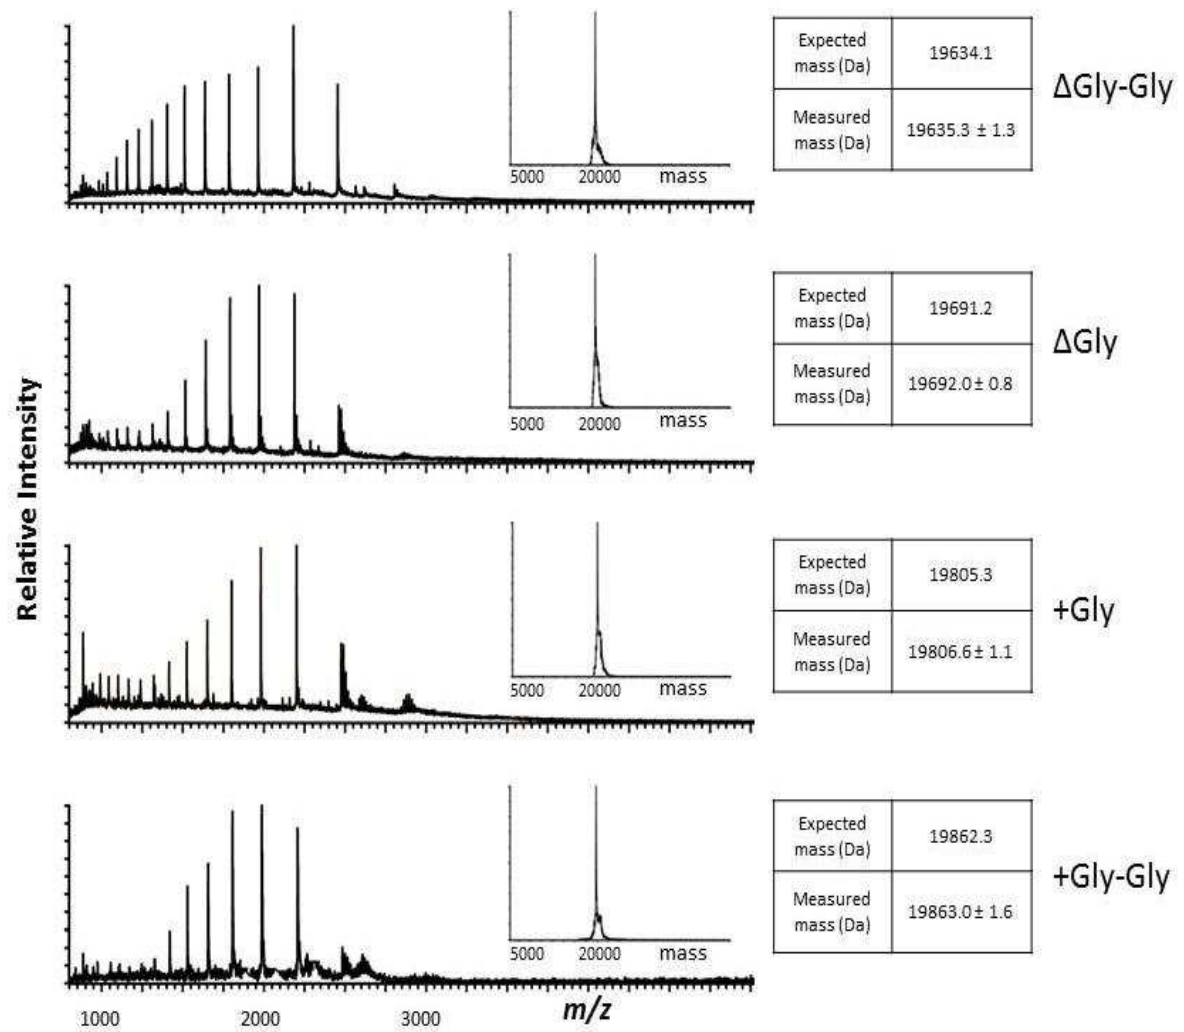 Relative Intensity
5000 20000 mass
Expected mass (Da) 19634.1
Measured mass (Da) 19635.3 ± 1.3
ΔGly-Gly
5000 20000 mass
Expected mass (Da) 19691.2
Measured mass (Da) 19692.0 ± 0.8
ΔGly
5000 20000 mass
Expected mass (Da) 19805.3
Measured mass (Da) 19806.6 ± 1.1
+Gly
5000 20000 mass
Expected mass (Da) 19862.3
Measured mass (Da) 19863.0 ± 1.6
+Gly-Gly
1000 2000 3000 m/z